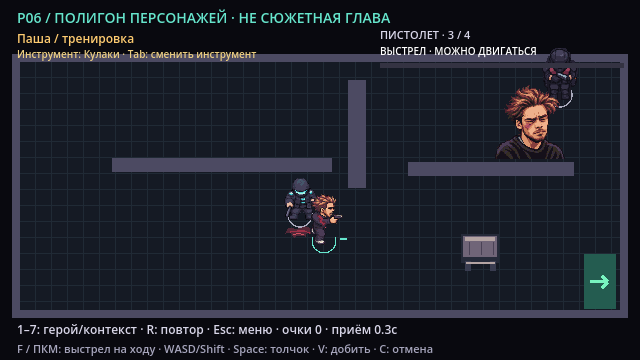 P06 / ПОЛИГОН ПЕРСОНАЖЕЙ · НЕ СЮЖЕТНАЯ ГЛАВА
Паша / тренировка
Инструмент: Кулаки · Tab: сменить инструмент
ПИСТОЛЕТ · 3 / 4
ВЫСТРЕЛ · МОЖНО ДВИГАТЬСЯ
1–7: герой/контекст · R: повтор · Esc: меню · очки 0 · приём 0.3с
F / ПКМ: выстрел на ходу · WASD/Shift · Space: толчок · V: добить · C: отмена